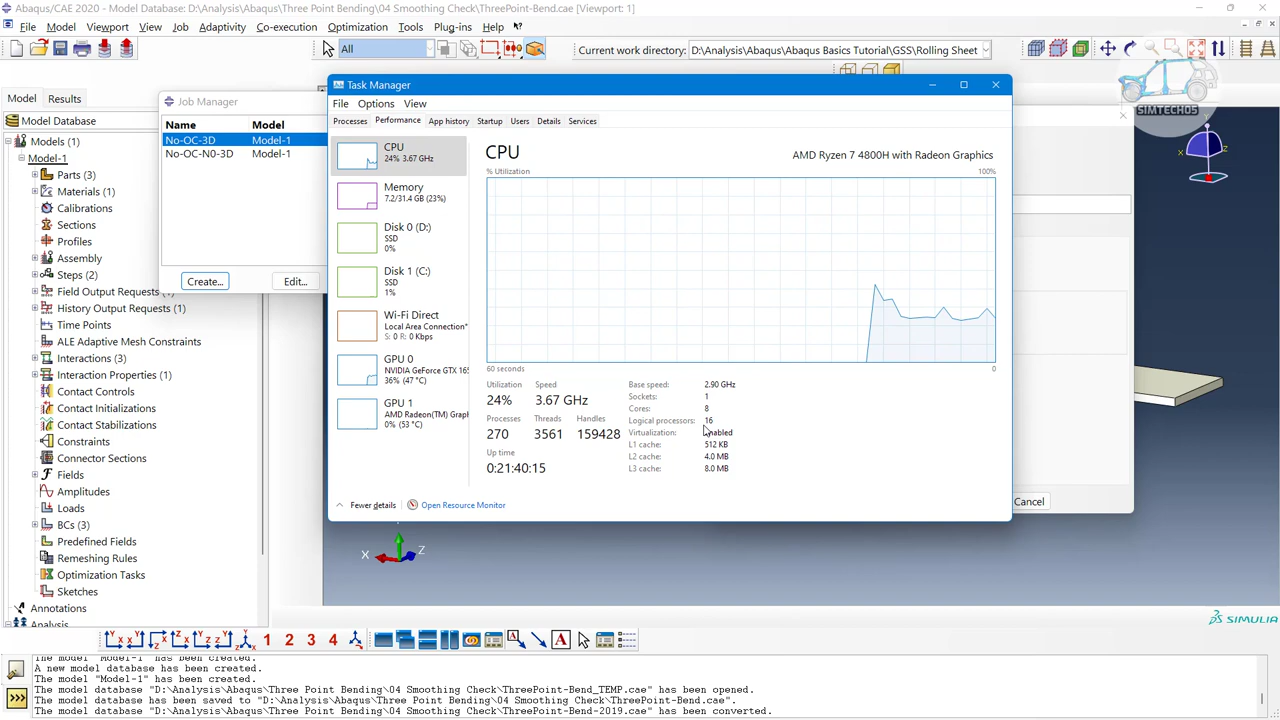 Abaqus/CAE 2020 - Model Database: D:\Analysis\Abaqus\Three Point Bending\04 Smoothing Check\ThreePoint-Bend.cae [Viewport: 1]
File Model Viewport View Job Adaptivity Co-execution Optimization Tools Plug-ins Help
All
Current work directory: D:\Analysis\Abaqus\Abaqus Basics Tutorial\GSS\Rolling Sheet
SIMTECH05
Model Results
Model Database
Models (1)
Model-1
Parts (3)
Materials (1)
Calibrations
Sections
Profiles
Assembly
Steps (2)
Field Output Requests (1)
History Output Requests (1)
Time Points
ALE Adaptive Mesh Constraints
Interactions (3)
Interaction Properties (1)
Contact Controls
Contact Initializations
Contact Stabilizations
Constraints
Connector Sections
Fields
Amplitudes
Loads
BCs (3)
Predefined Fields
Remeshing Rules
Optimization Tasks
Sketches
Annotations
Analysis
Job Manager
Name Model
No-OC-3D Model-1
No-OC-N0-3D Model-1
Create... Edit...
Task Manager
File Options View
Processes Performance App history Startup Users Details Services
CPU
24% 3.67 GHz
Memory
7.2/31.4 GB (23%)
Disk 0 (D:)
SSD
0%
Disk 1 (C:)
SSD
1%
Wi-Fi Direct
Local Area Connection*
S: 0 R: 0 Kbps
GPU 0
NVIDIA GeForce GTX 165
36% (47 °C)
GPU 1
AMD Radeon(TM) Graph
0% (53 °C)
CPU
AMD Ryzen 7 4800H with Radeon Graphics
% Utilization 100%
60 seconds 0
Utilization Speed
24% 3.67 GHz
Processes Threads Handles
270 3561 159428
Up time
0:21:40:15
Base speed: 2.90 GHz
Sockets: 1
Cores: 8
Logical processors: 16
Virtualization: Enabled
L1 cache: 512 KB
L2 cache: 4.0 MB
L3 cache: 8.0 MB
Fewer details Open Resource Monitor
Cancel
Y
X
Z
X
Z
SIMULIA
1 2 3 4
A
The model "Model-1" has been created.
A new model database has been created.
The model "Model-1" has been created.
The model database "D:\Analysis\Abaqus\Three Point Bending\04 Smoothing Check\ThreePoint-Bend_TEMP.cae" has been opened.
The model database has been saved to "D:\Analysis\Abaqus\Three Point Bending\04 Smoothing Check\ThreePoint-Bend.cae".
The model database "D:\Analysis\Abaqus\Three Point Bending\04 Smoothing Check\ThreePoint-Bend-2019.cae" has been converted.